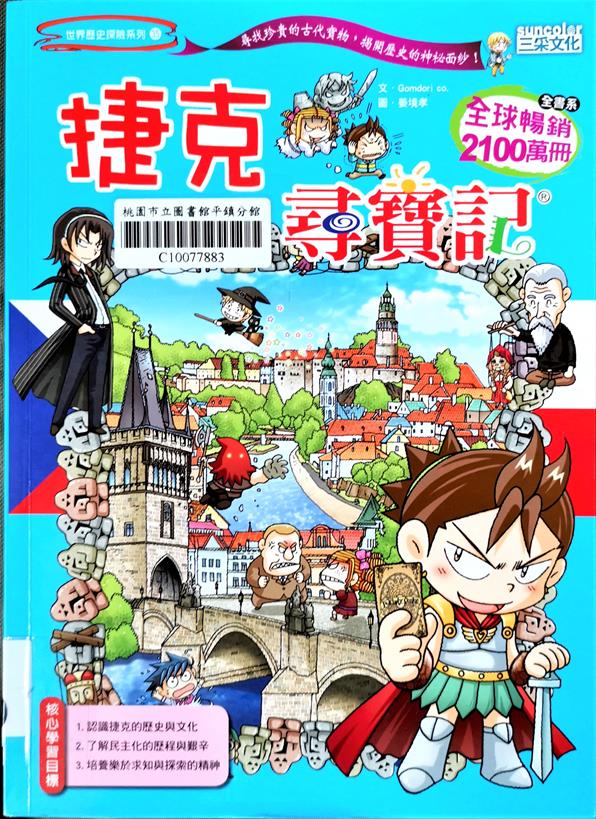 世界歷史探險系列 35
尋找珍貴的古代寶物，揭開歷史的神秘面紗！
suncolor
三采文化
文・Gomdori co.
圖・姜境孝
全書系
全球暢銷
2100萬冊
捷克
尋寶記®
桃園市立圖書館平鎮分館
C10077883
核心學習目標
1. 認識捷克的歷史與文化
2. 了解民主化的歷程與艱辛
3. 培養樂於求知與探索的精神